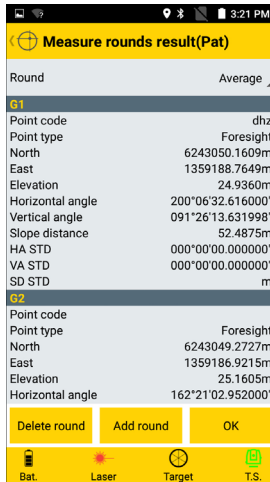 3:21 PM
Measure rounds result(Pat)
Round Average
G1
Point code dhz
Point type Foresight
North 6243050.1609m
East 1359188.7649m
Elevation 24.9360m
Horizontal angle 200°06'32.616000"
Vertical angle 091°26'13.631998"
Slope distance 52.4875m
HA STD 000°00'00.000000"
VA STD 000°00'00.000000"
SD STD m
G2
Point code
Point type Foresight
North 6243049.2727m
East 1359186.9215m
Elevation 25.1605m
Horizontal angle 162°21'02.952000"
Delete round Add round OK
Bat. Laser Target T.S.